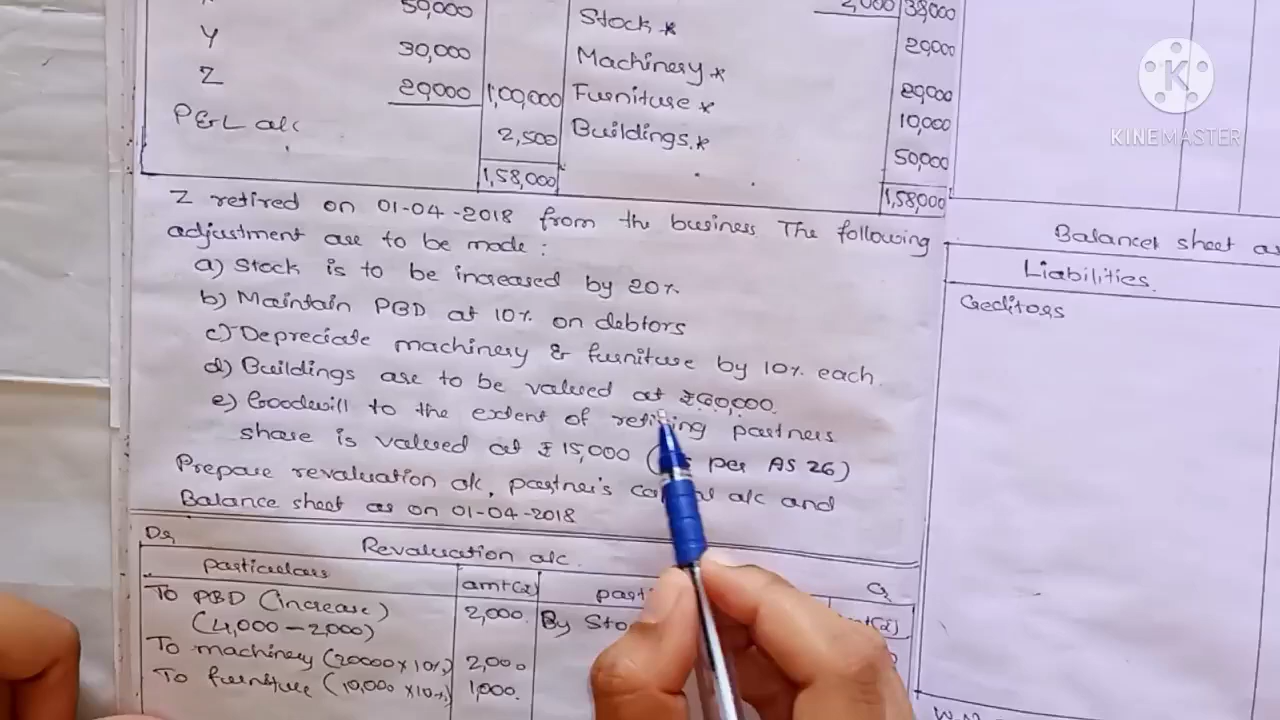 50,000 Stock * 2,000 38,000
Y 30,000 Machinery * 20,000
Z 20,000 1,00,000 Furniture * 20,000
P&L a/c 2,500 Buildings.* 10,000
50,000
1,58,000 1,58,000
Z retired on 01-04-2018 from the business The following
adjustment are to be made :
a) Stock is to be increased by 20%
b) Maintain PBD at 10% on debtors
c) Depreciate machinery & furniture by 10% each.
d) Buildings are to be valued at ₹60,000.
e) Goodwill to the extent of retiring partners
share is valued at ₹15,000 per AS 26)
Prepare revaluation a/c, partner's a/c and
Balance sheet as on 01-04-2018
Dr Revaluation a/c. Cr
particulars amt(₹)
To PBD (increase) 2,000. By
(4,000-2,000)
To machinery (20000×10%) 2,000
To furniture (10,000×10%) 1,000.
Balance sheet
Liabilities.
Creditors
KINEMASTER